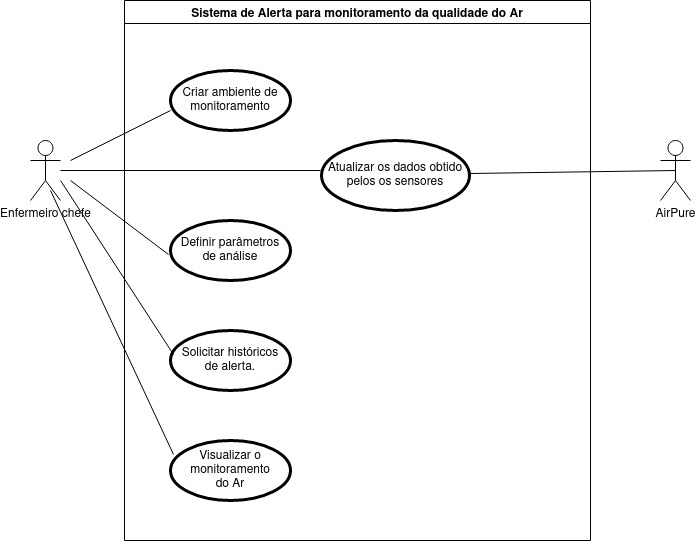 Sistema de Alerta para monitoramento da qualidade do Ar
Criar ambiente de
monitoramento
Atualizar os dados obtido
pelos os sensores
Enfermeiro chefe
AirPure
Definir parâmetros
de análise
Solicitar históricos
de alerta.
Visualizar o
monitoramento
do Ar